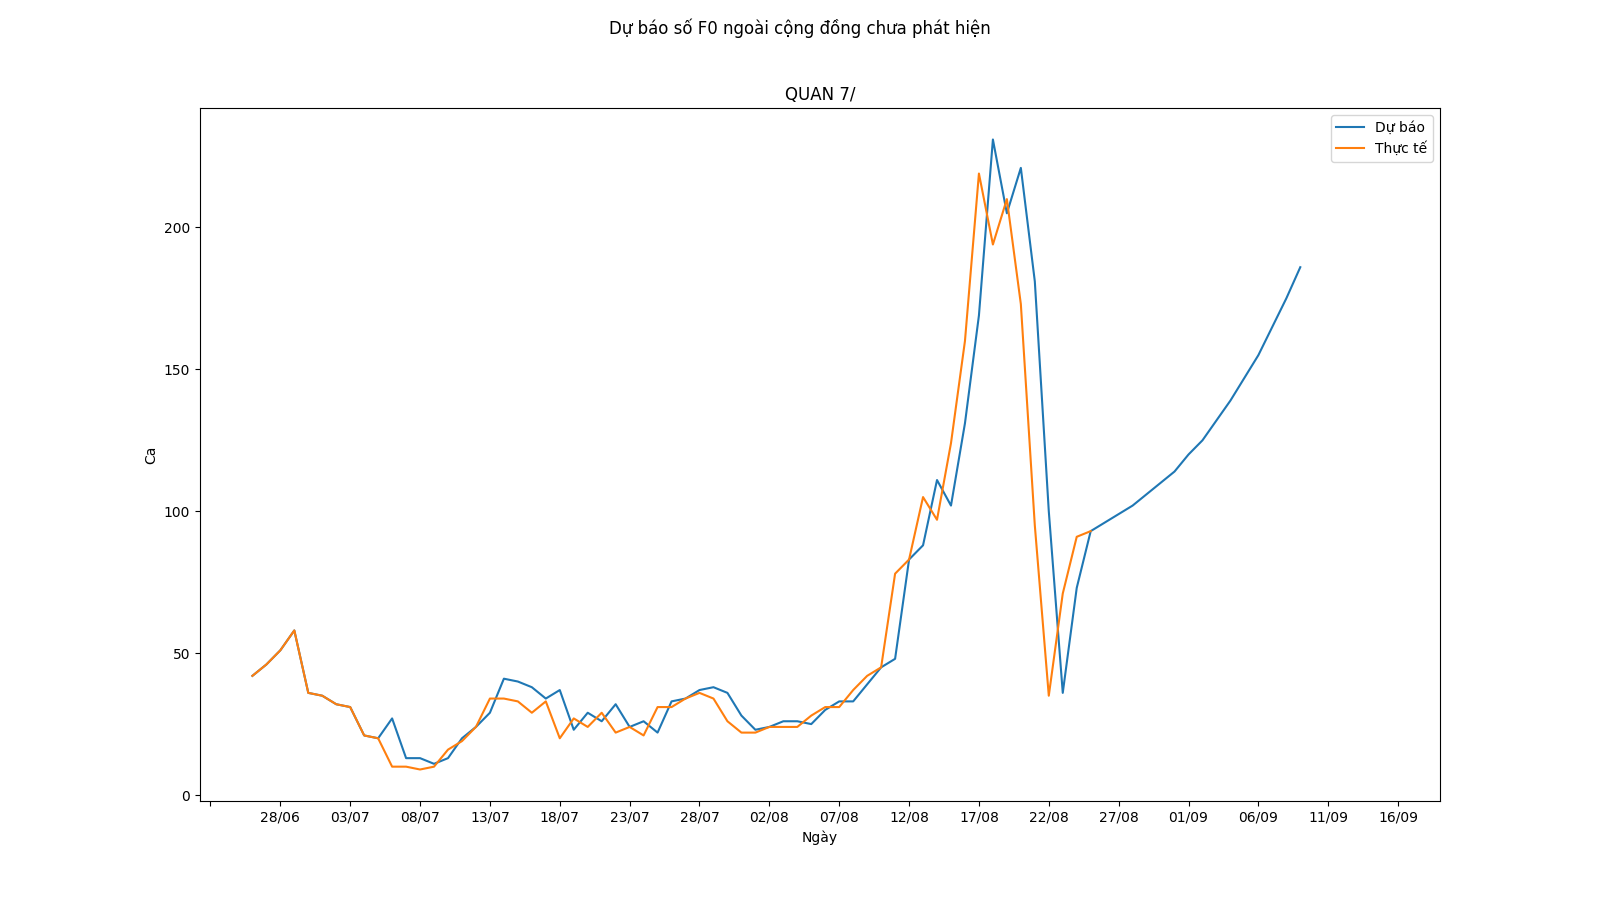 Dự báo số F0 ngoài cộng đồng chưa phát hiện
QUAN 7/
Dự báo
Thực tế
200
150
100
50
0
Ca
28/06 03/07 08/07 13/07 18/07 23/07 28/07 02/08 07/08 12/08 17/08 22/08 27/08 01/09 06/09 11/09 16/09
Ngày